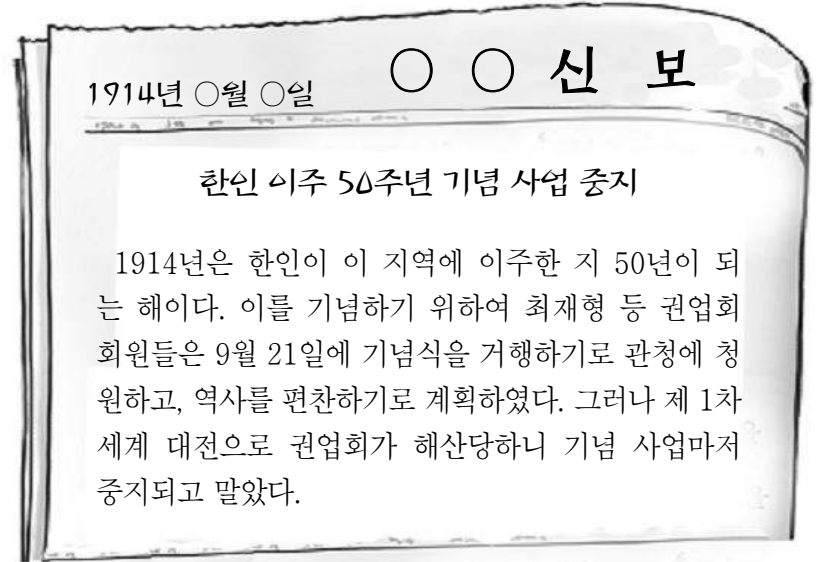 1914년 ○월 ○일
○ ○ 신 보
한인 이주 50주년 기념 사업 중지
1914년은 한인이 이 지역에 이주한 지 50년이 되
는 해이다. 이를 기념하기 위하여 최재형 등 권업회
회원들은 9월 21일에 기념식을 거행하기로 관청에 청
원하고, 역사를 편찬하기로 계획하였다. 그러나 제 1차
세계 대전으로 권업회가 해산당하니 기념 사업마저
중지되고 말았다.